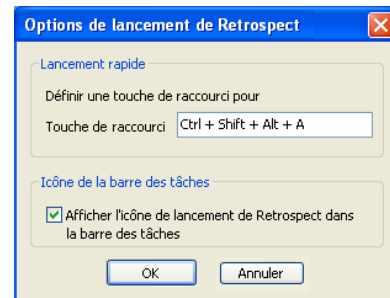 Options de lancement de Retrospect
Lancement rapide
Définir une touche de raccourci pour
Touche de raccourci Ctrl + Shift + Alt + A
Icône de la barre des tâches
Afficher l'icône de lancement de Retrospect dans
la barre des tâches
OK Annuler